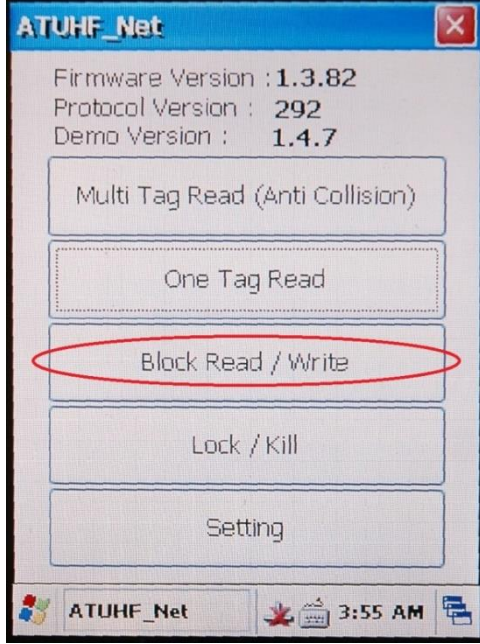 ATUHF_Net
Firmware Version :1.3.82
Protocol Version : 292
Demo Version : 1.4.7
Multi Tag Read (Anti Collision)
One Tag Read
Block Read / Write
Lock / Kill
Setting
ATUHF_Net 3:55 AM